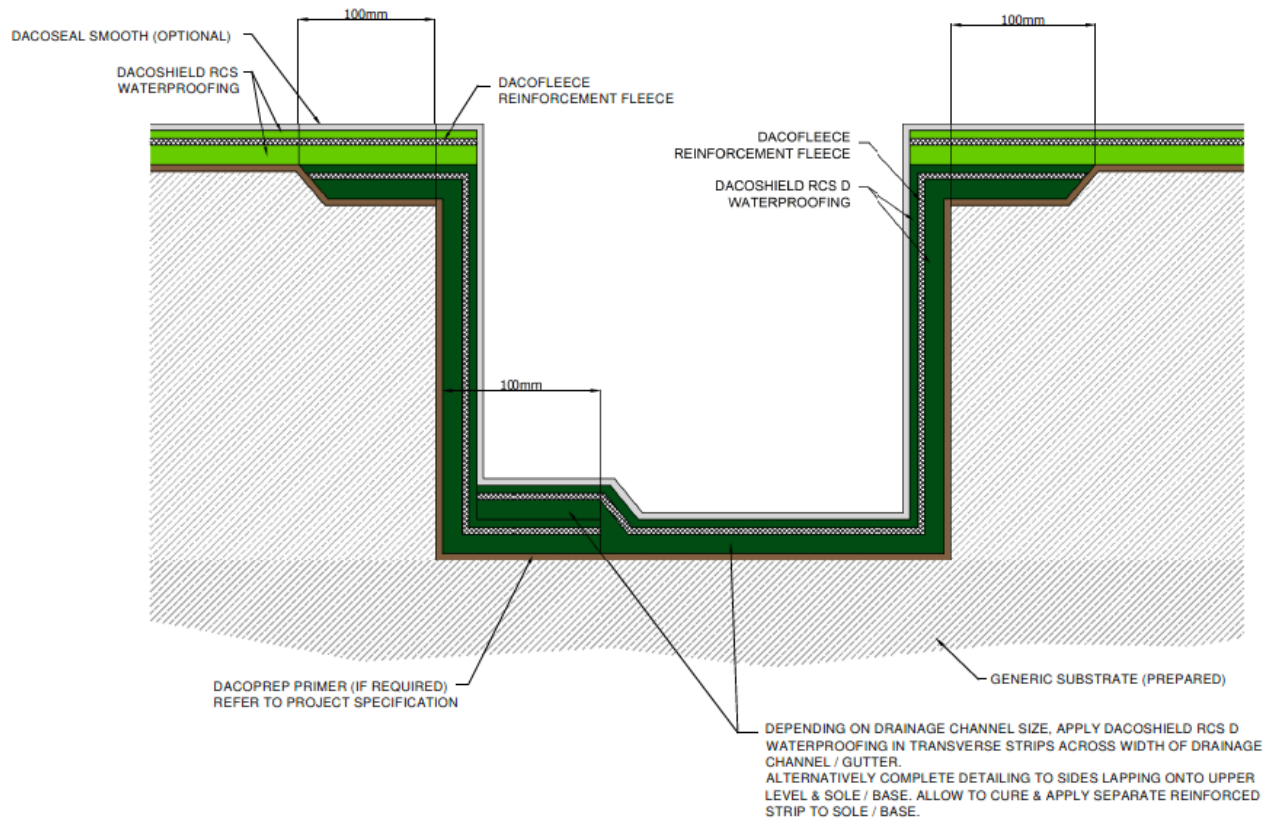 100mm
100mm
DACOSEAL SMOOTH (OPTIONAL)
DACOSHIELD RCS
WATERPROOFING
DACOFLEECE
REINFORCEMENT FLEECE
DACOFLEECE
REINFORCEMENT FLEECE
DACOSHIELD RCS D
WATERPROOFING
100mm
DACOPREP PRIMER (IF REQUIRED)
REFER TO PROJECT SPECIFICATION
GENERIC SUBSTRATE (PREPARED)
DEPENDING ON DRAINAGE CHANNEL SIZE, APPLY DACOSHIELD RCS D
WATERPROOFING IN TRANSVERSE STRIPS ACROSS WIDTH OF DRAINAGE
CHANNEL / GUTTER.
ALTERNATIVELY COMPLETE DETAILING TO SIDES LAPPING ONTO UPPER
LEVEL & SOLE / BASE. ALLOW TO CURE & APPLY SEPARATE REINFORCED
STRIP TO SOLE / BASE.